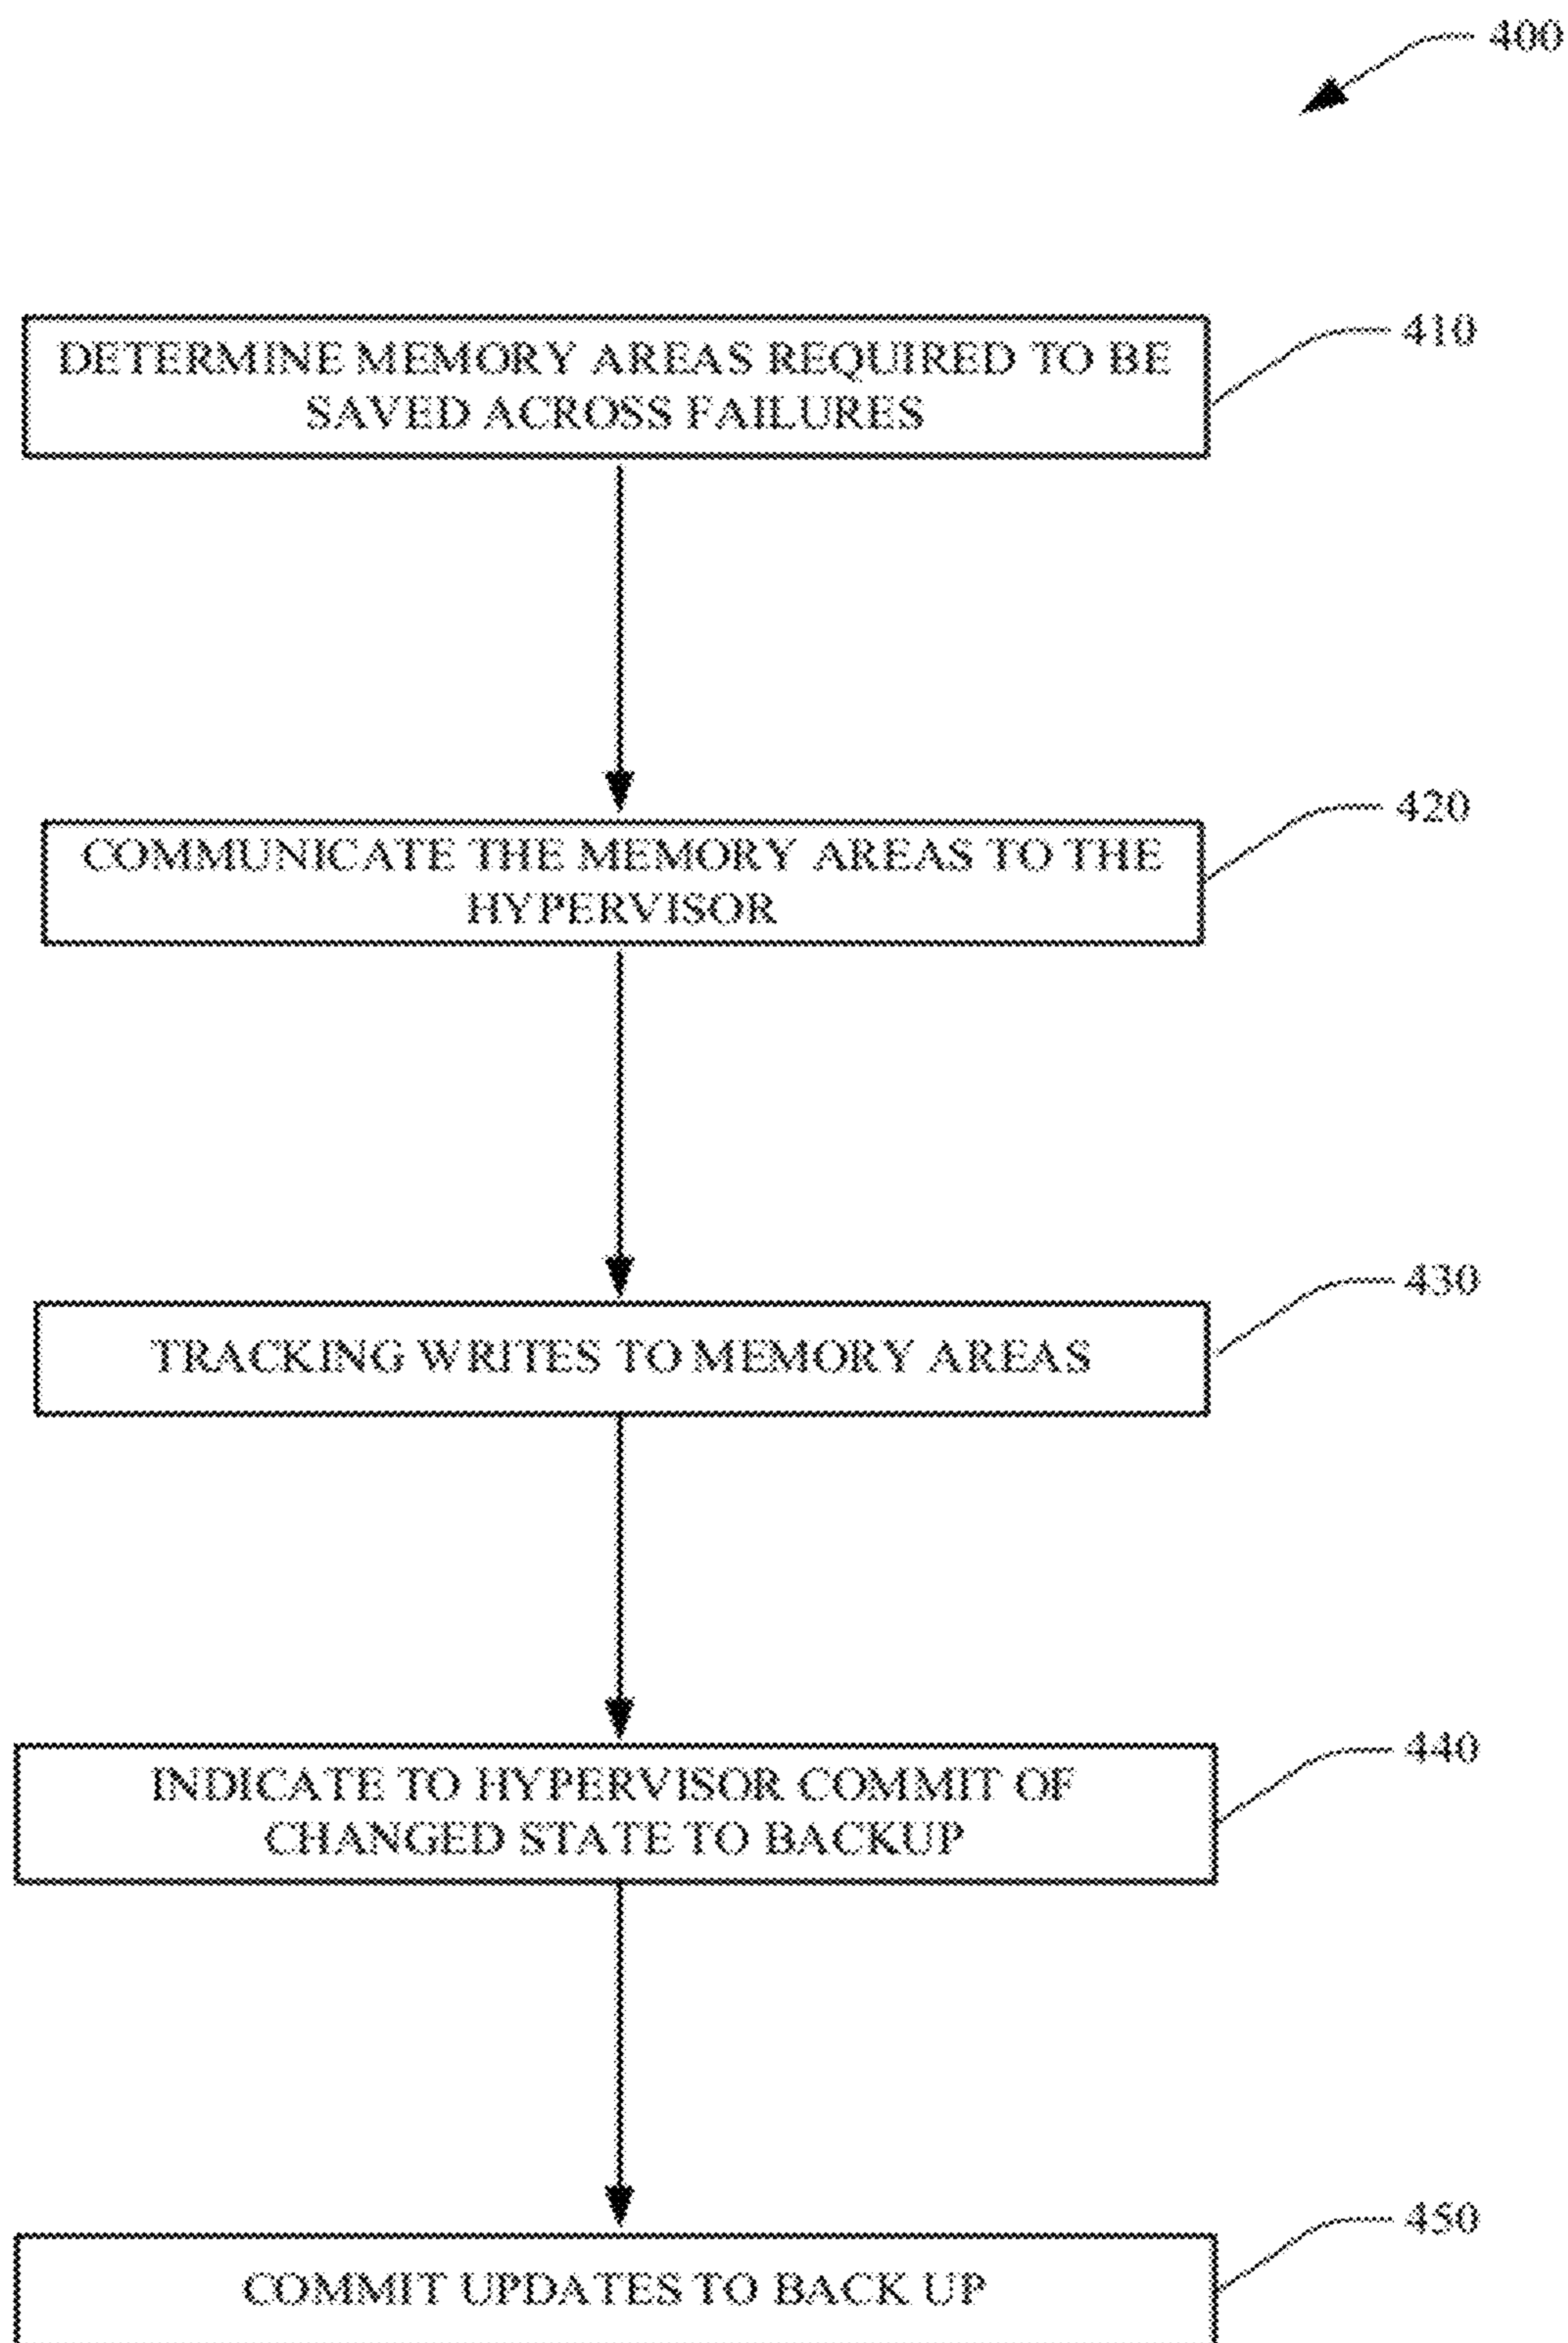 400
DETERMINE MEMORY AREAS REQUIRED TO BE
SAVED ACROSS FAILURES
410
COMMUNICATE THE MEMORY AREAS TO THE
HYPERVISOR
420
TRACKING WRITES TO MEMORY AREAS
430
INDICATE TO HYPERVISOR COMMIT OF
CHANGED STATE TO BACKUP
440
COMMIT UPDATES TO BACK UP
450